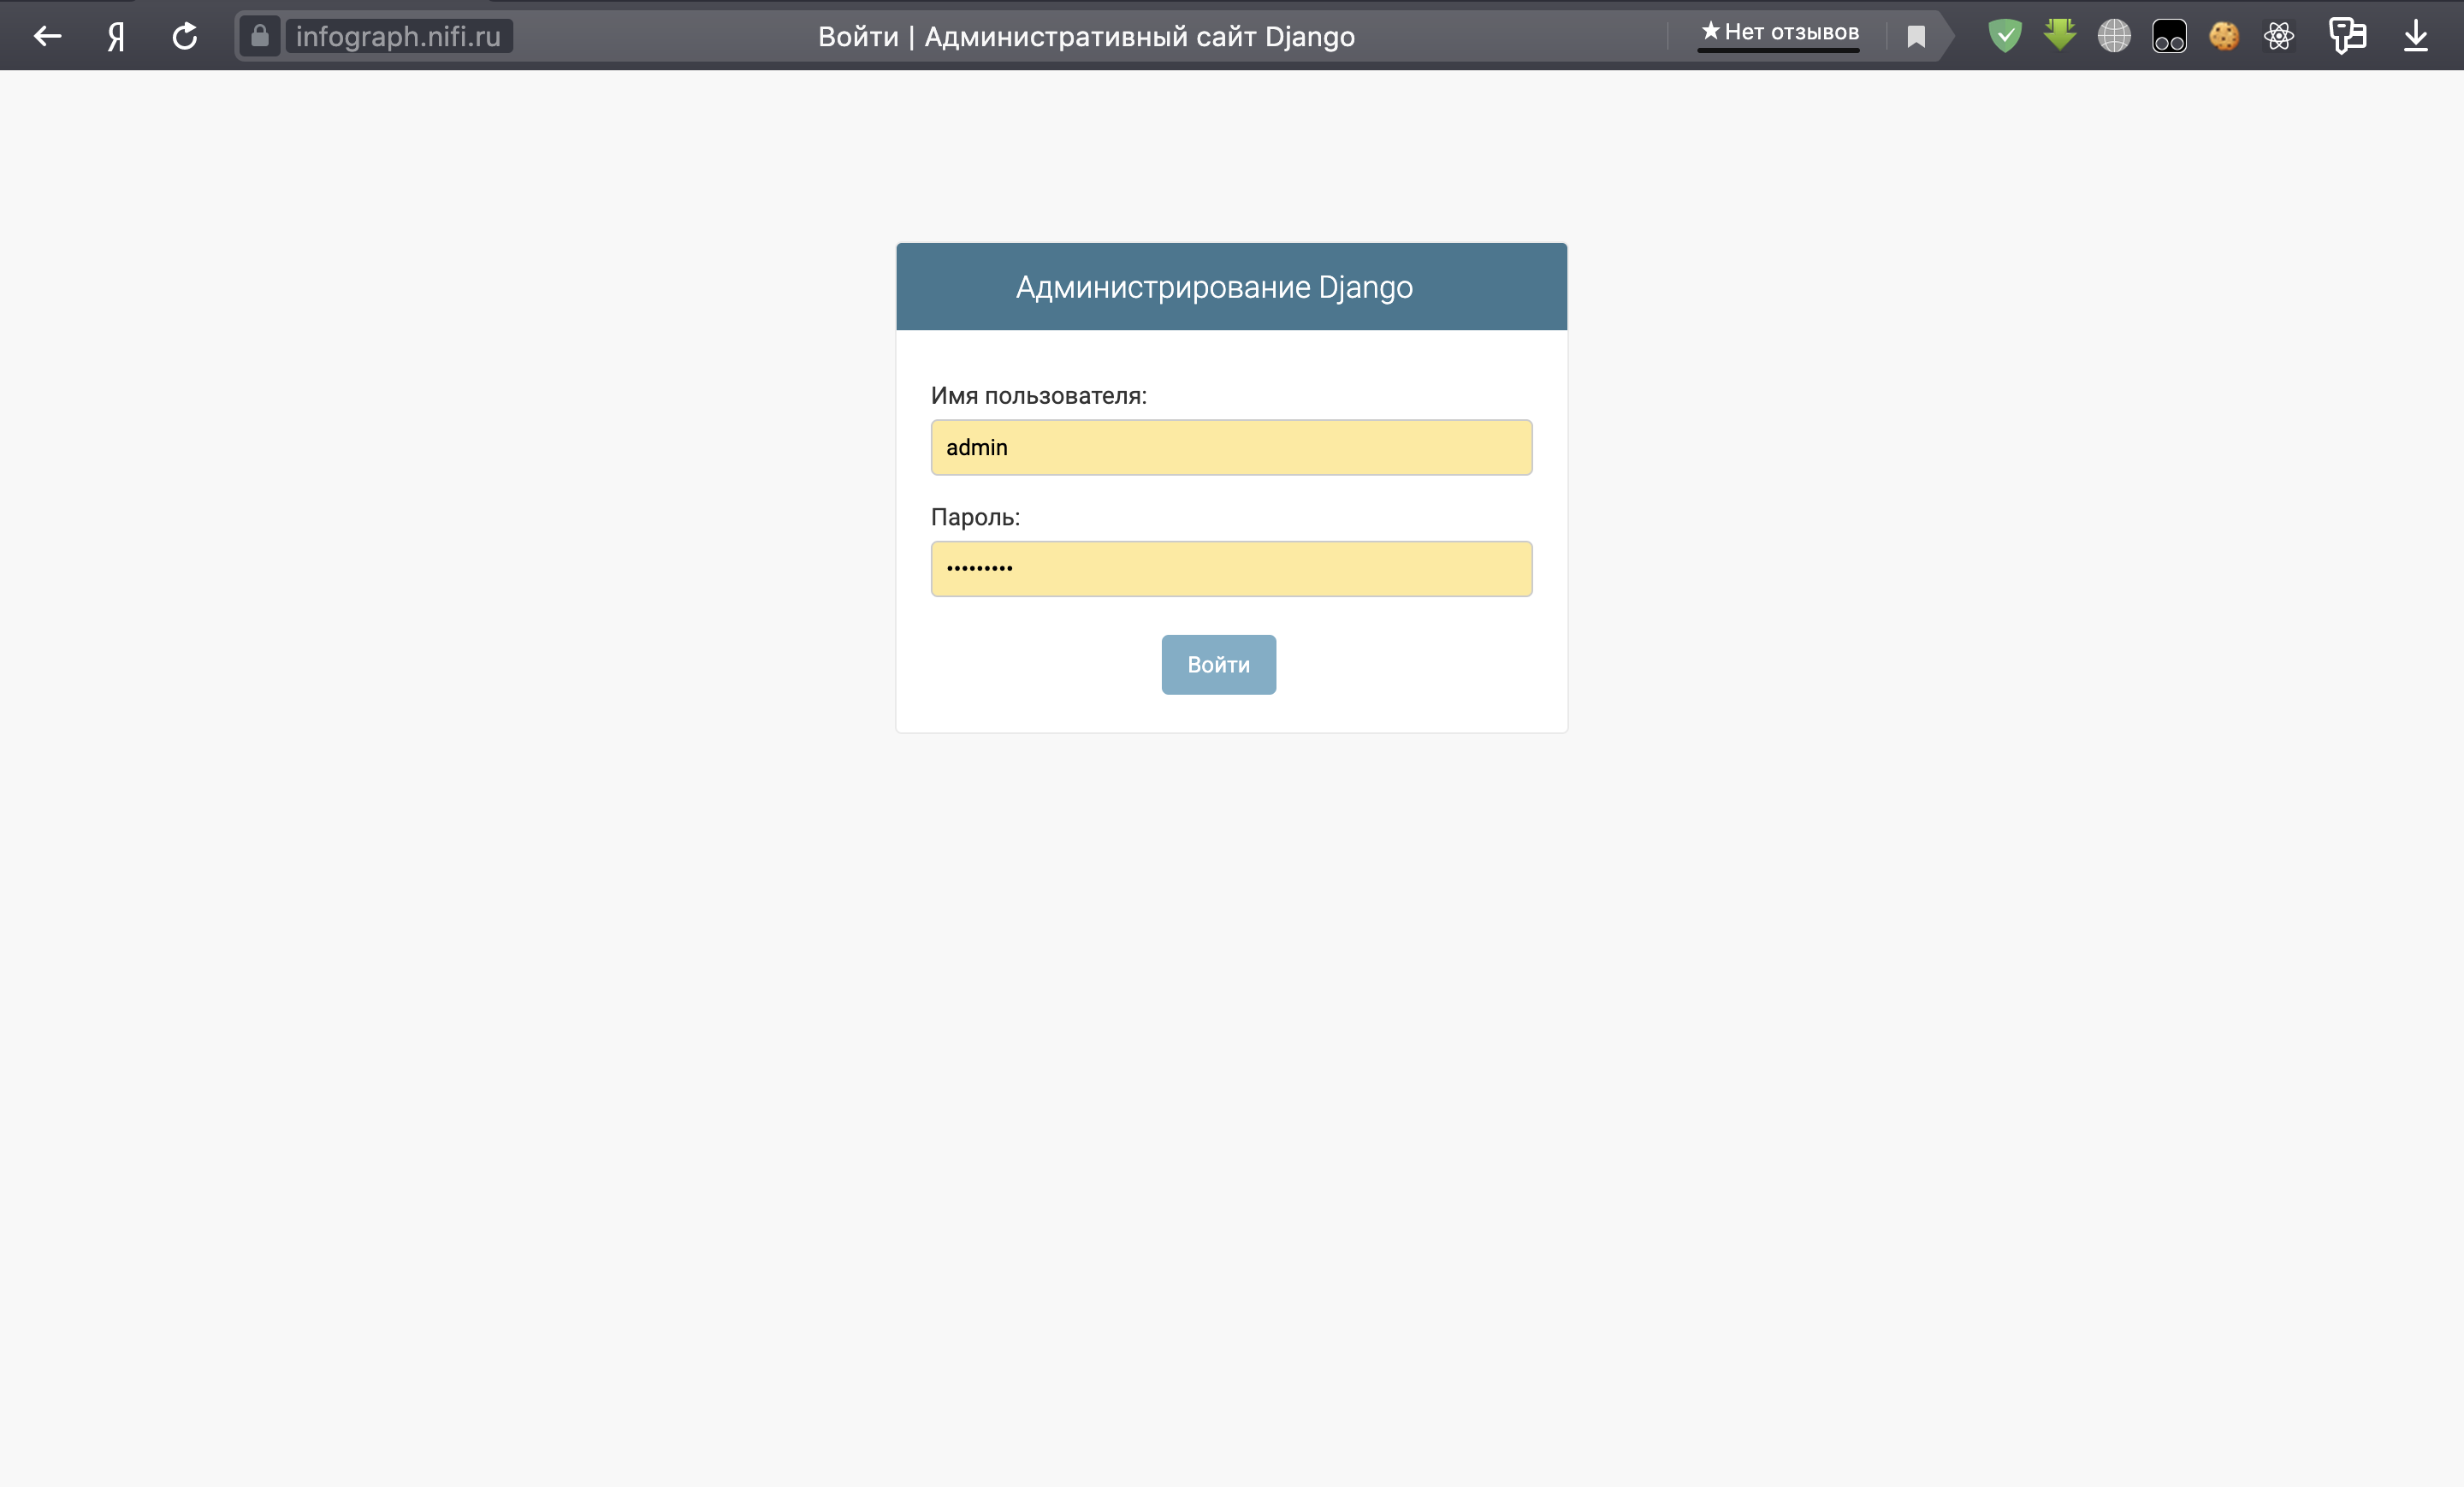 Я infograph.nifi.ru Войти | Административный сайт Django ★ Нет отзывов
Администрирование Django
Имя пользователя:
admin
Пароль:
•••••••••
Войти